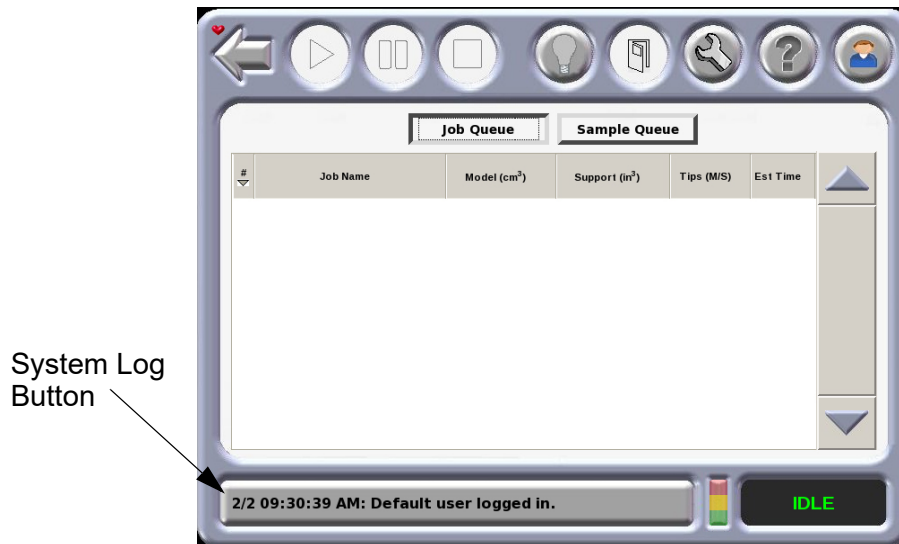 Job Queue Sample Queue
# Job Name Model (cm³) Support (in³) Tips (M/S) Est Time
System Log
Button
2/2 09:30:39 AM: Default user logged in. IDLE